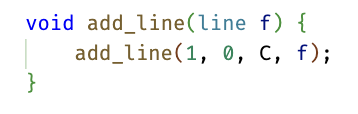 void add_line(line f) {
    add_line(1, 0, C, f);
}